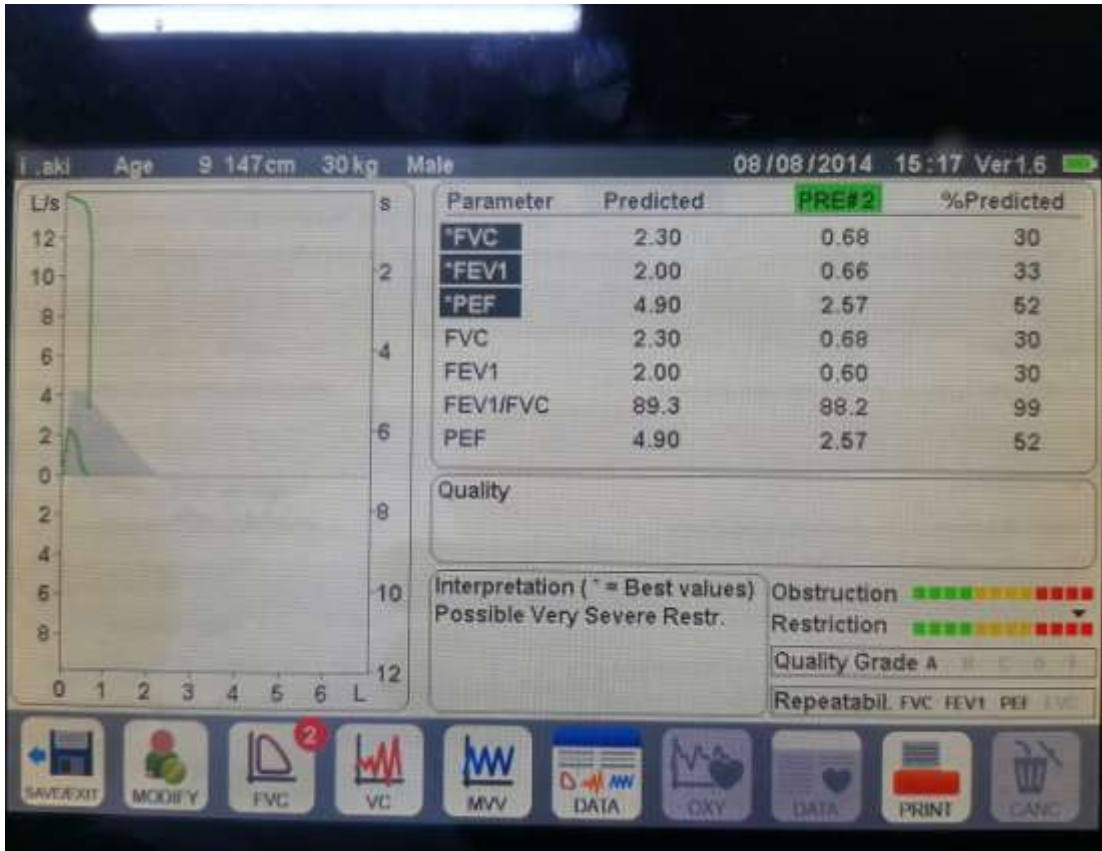 i .aki Age 9 147cm 30 kg Male 08/08/2014 15:17 Ver1.6
L/s s
12
10
8
6
4
2
0
2
4
6
8
2
4
6
8
10
12
0 1 2 3 4 5 6 L
Parameter Predicted PRE#2 %Predicted
*FVC 2.30 0.68 30
*FEV1 2.00 0.66 33
*PEF 4.90 2.57 52
FVC 2.30 0.68 30
FEV1 2.00 0.60 30
FEV1/FVC 89.3 88.2 99
PEF 4.90 2.57 52
Quality
Interpretation (* = Best values)
Possible Very Severe Restr.
Obstruction
Restriction
Quality Grade A B C D F
Repeatabil. FVC FEV1 PEF
SAVE/EXIT
MODIFY
2
FVC
VC
MVV
DATA
OXY
DATA
PRINT
CANC